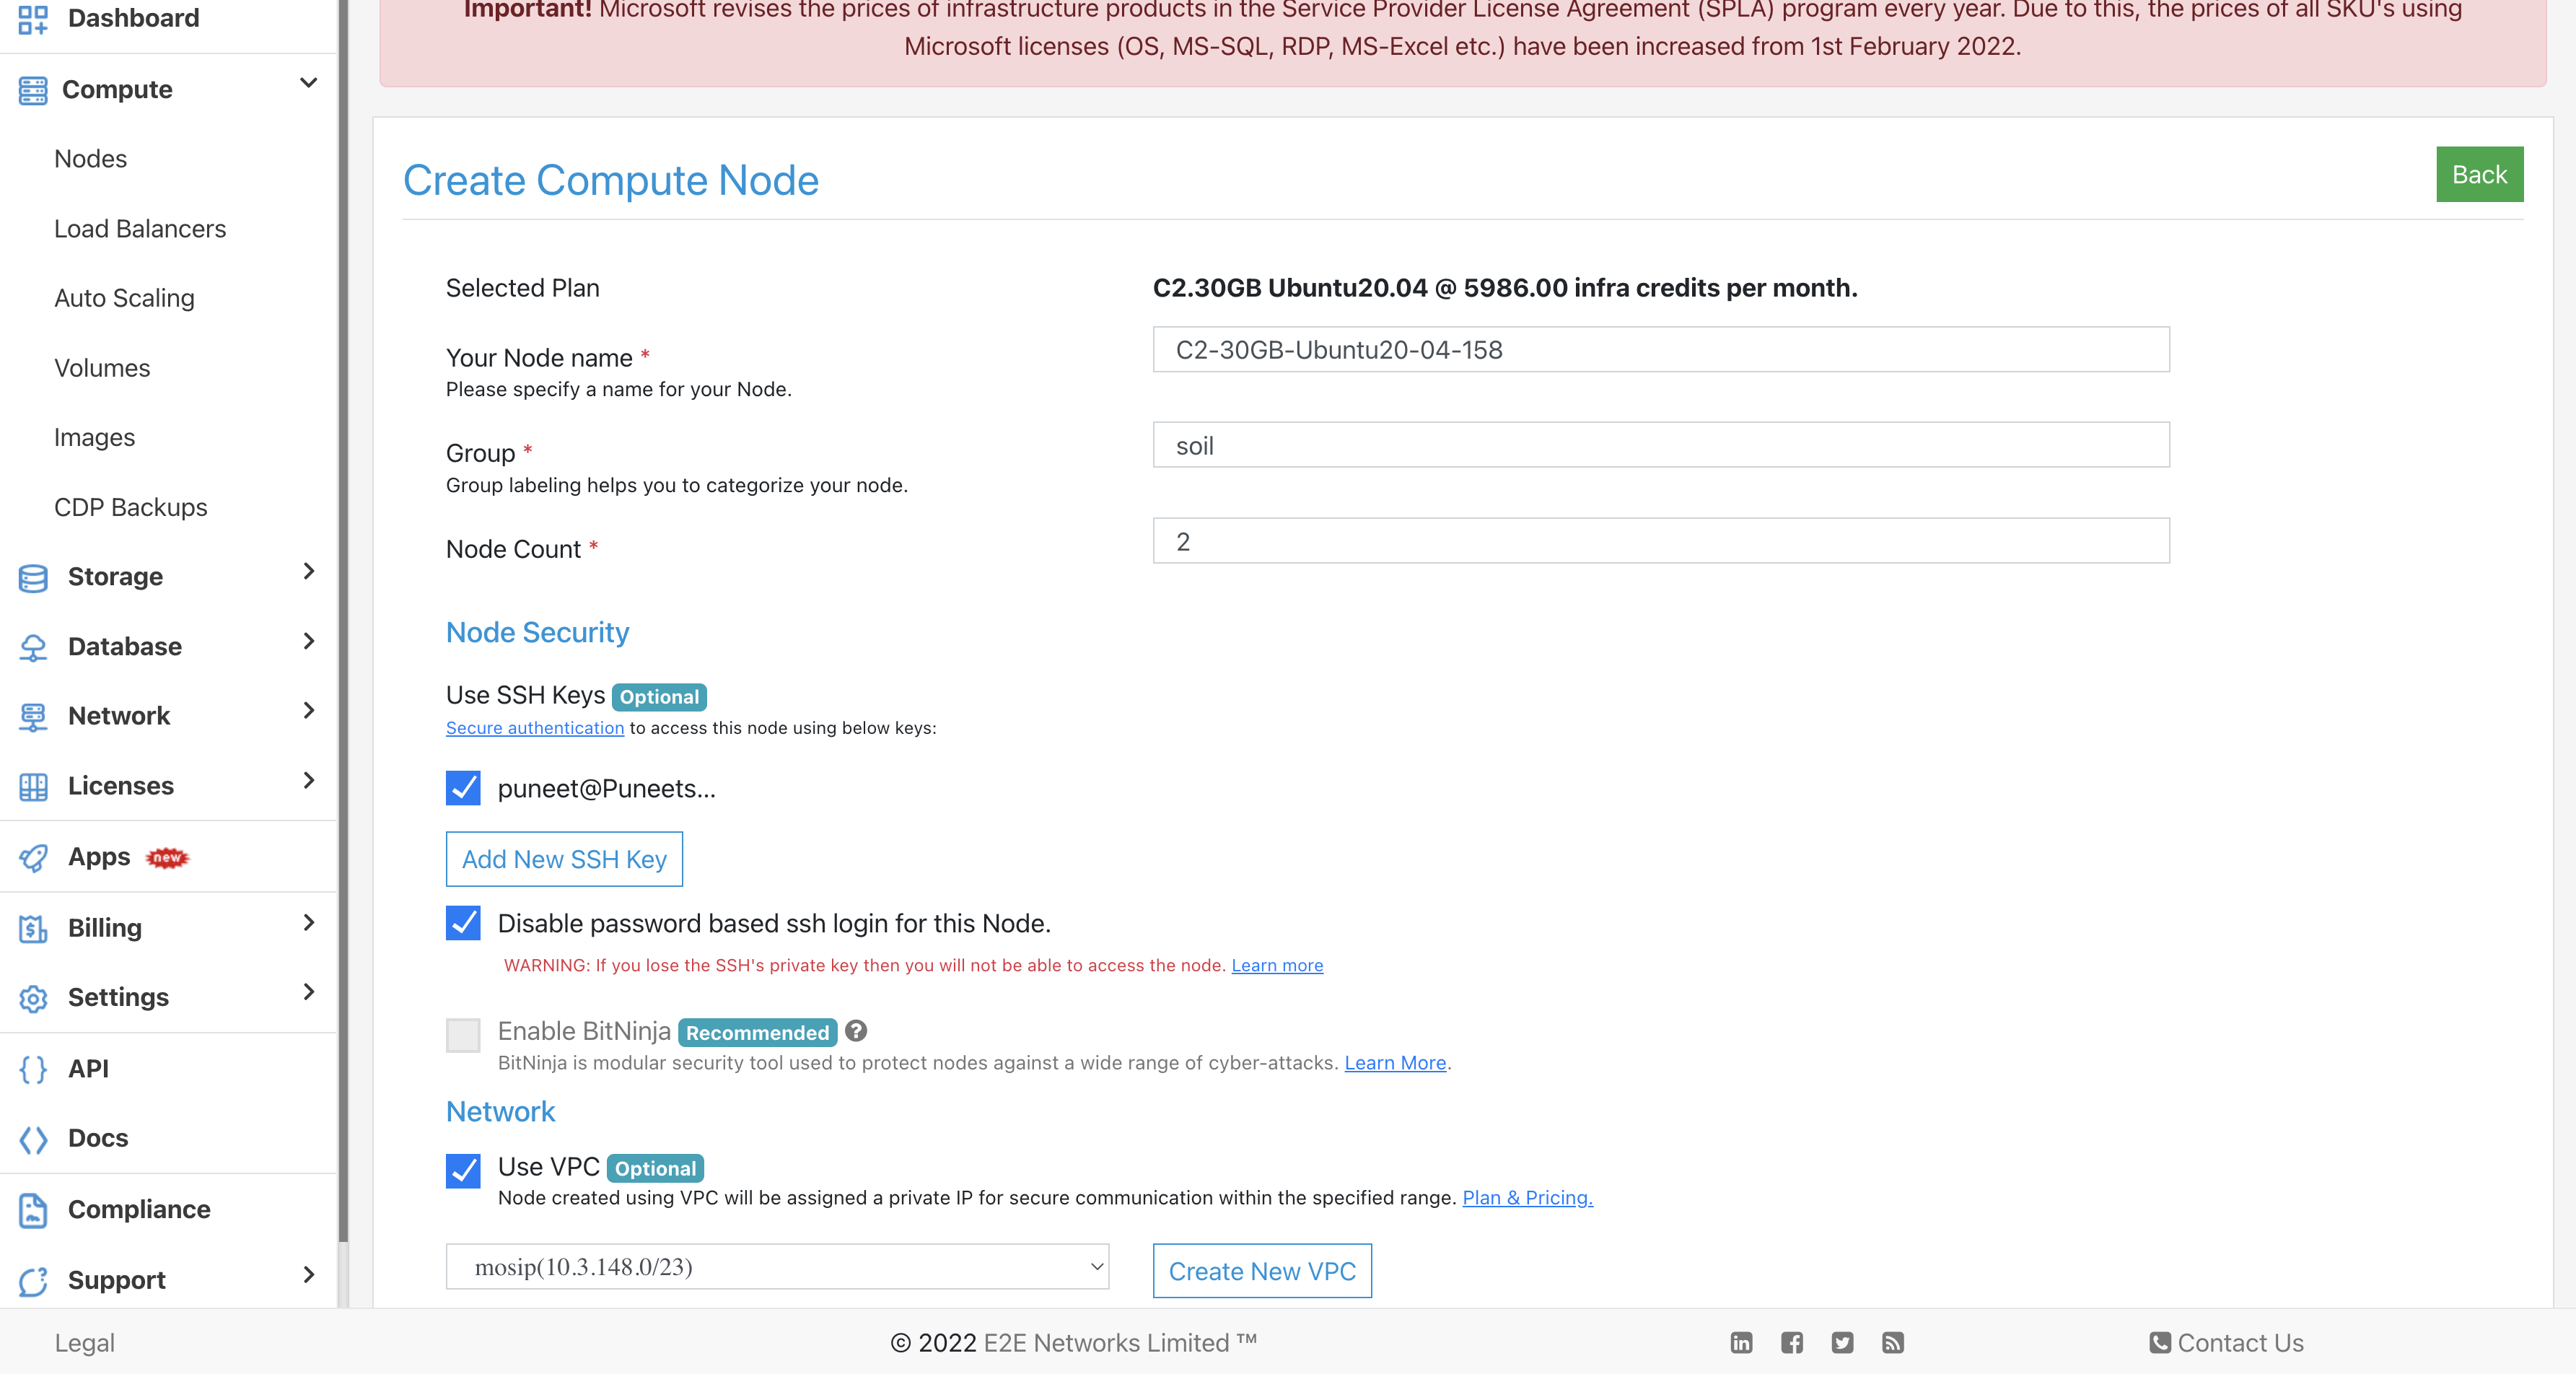 Dashboard
Compute
Nodes
Load Balancers
Auto Scaling
Volumes
Images
CDP Backups
Storage
Database
Network
Licenses
Apps new
Billing
Settings
API
Docs
Compliance
Support
Important! Microsoft revises the prices of infrastructure products in the Service Provider License Agreement (SPLA) program every year. Due to this, the prices of all SKU's using
Microsoft licenses (OS, MS-SQL, RDP, MS-Excel etc.) have been increased from 1st February 2022.
Create Compute Node
Back
Selected Plan
C2.30GB Ubuntu20.04 @ 5986.00 infra credits per month.
Your Node name *
C2-30GB-Ubuntu20-04-158
Please specify a name for your Node.
Group *
soil
Group labeling helps you to categorize your node.
Node Count *
2
Node Security
Use SSH Keys Optional
Secure authentication to access this node using below keys:
puneet@Puneets...
Add New SSH Key
Disable password based ssh login for this Node.
WARNING: If you lose the SSH's private key then you will not be able to access the node. Learn more
Enable BitNinja Recommended ?
BitNinja is modular security tool used to protect nodes against a wide range of cyber-attacks. Learn More.
Network
Use VPC Optional
Node created using VPC will be assigned a private IP for secure communication within the specified range. Plan & Pricing.
mosip(10.3.148.0/23)
Create New VPC
Legal
© 2022 E2E Networks Limited ™
Contact Us